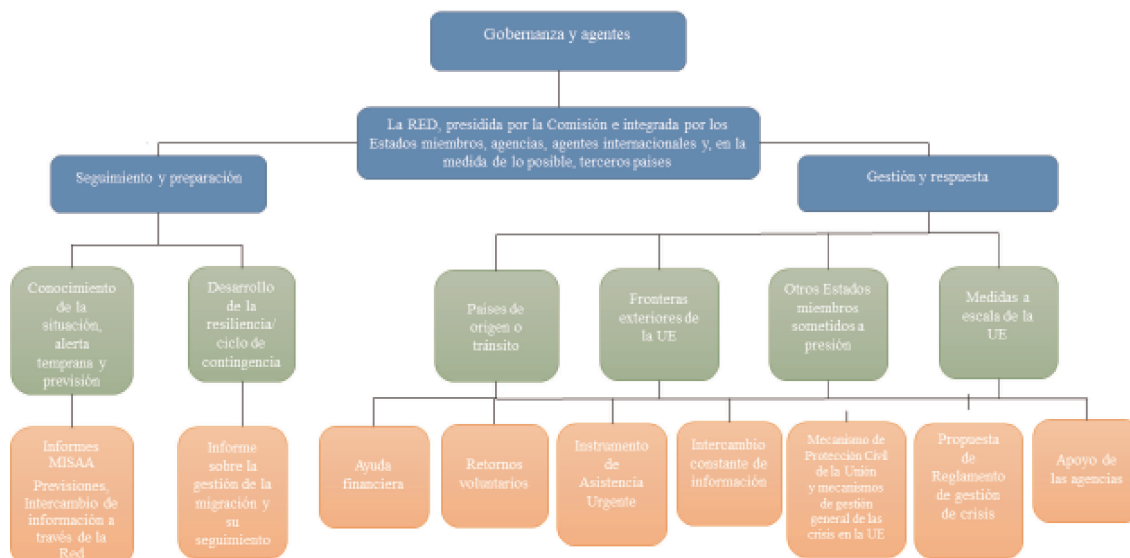 Gobernanza y agentes
La RED, presidida por la Comisión e integrada por los
Estados miembros, agencias, agentes internacionales y, en la
medida de lo posible, terceros países
Seguimiento y preparación
Gestión y respuesta
Conocimiento
de la
situación,
alerta
temprana y
previsión
Desarrollo
de la
resiliencia/
ciclo de
contingencia
Países de
origen o
tránsito
Fronteras
exteriores de
la UE
Otros Estados
miembros
sometidos a
presión
Medidas a
escala de la
UE
Informes
MISAA
Previsiones,
Intercambio de
información a
través de la
Red
Informe
sobre la
gestión de la
migración y
su
seguimiento
Ayuda
financiera
Retornos
voluntarios
Instrumento
de
Asistencia
Urgente
Intercambio
constante de
información
Mecanismo de
Protección Civil
de la Unión
y mecanismos de
gestión
general de las
crisis en la UE
Propuesta
de
Reglamento
de gestión
de crisis
Apoyo de
las agencias